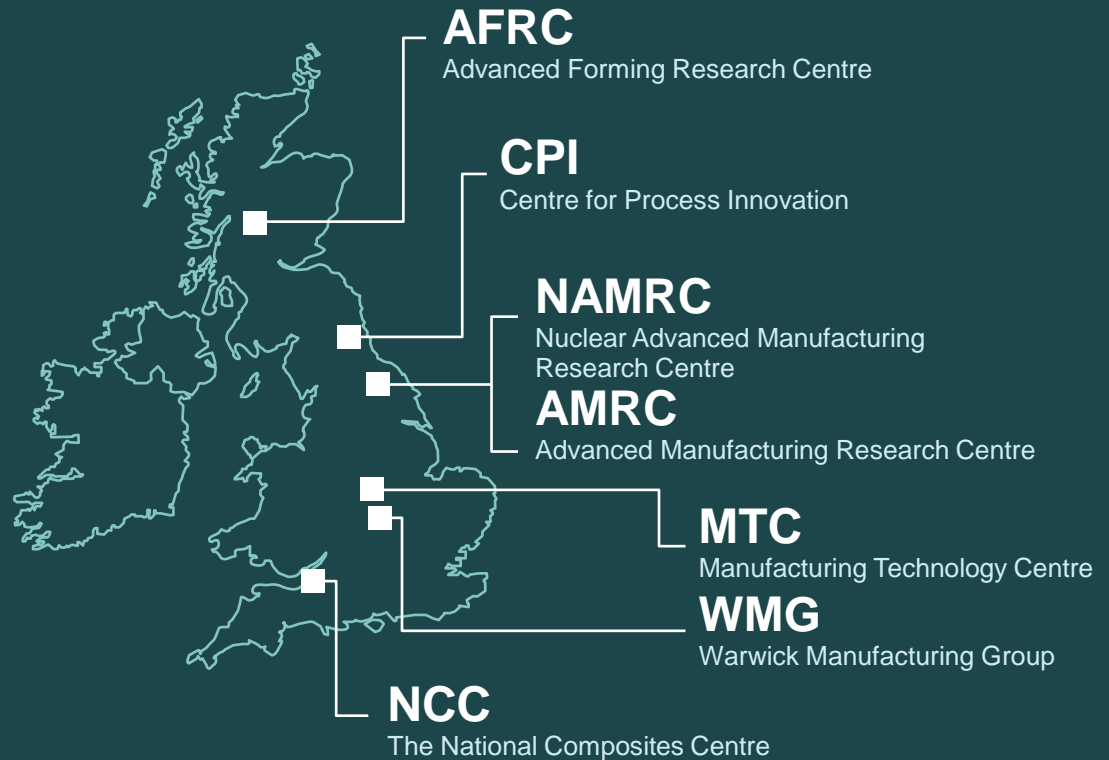 AFRC
Advanced Forming Research Centre
CPI
Centre for Process Innovation
NAMRC
Nuclear Advanced Manufacturing
Research Centre
AMRC
Advanced Manufacturing Research Centre
MTC
Manufacturing Technology Centre
WMG
Warwick Manufacturing Group
NCC
The National Composites Centre